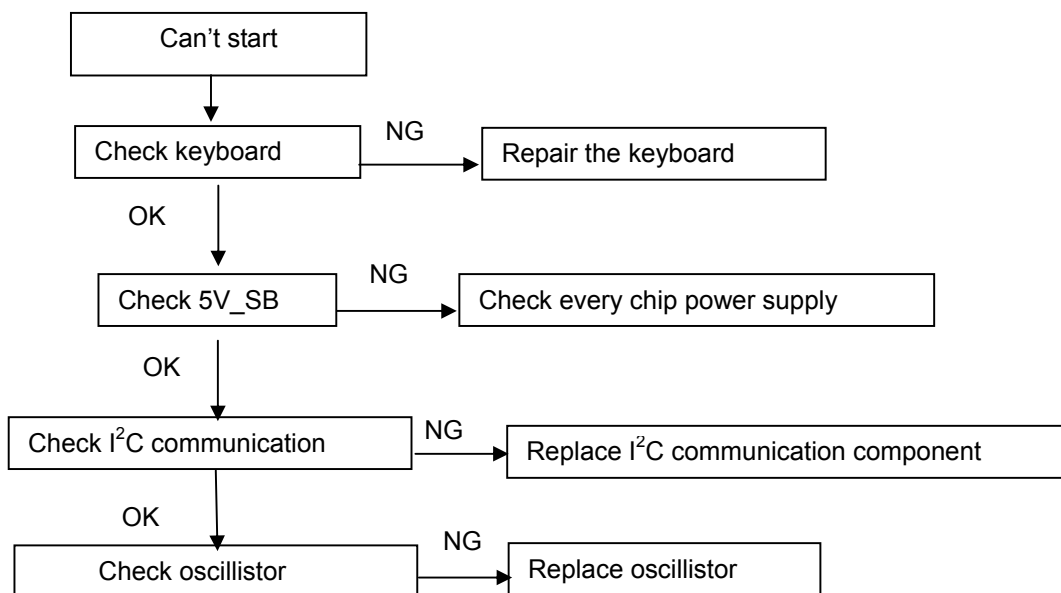 Can't start
NG
Check keyboard
Repair the keyboard
OK
NG
Check 5V_SB
Check every chip power supply
OK
NG
Check I²C communication
Replace I²C communication component
OK
NG
Check oscillistor
Replace oscillistor